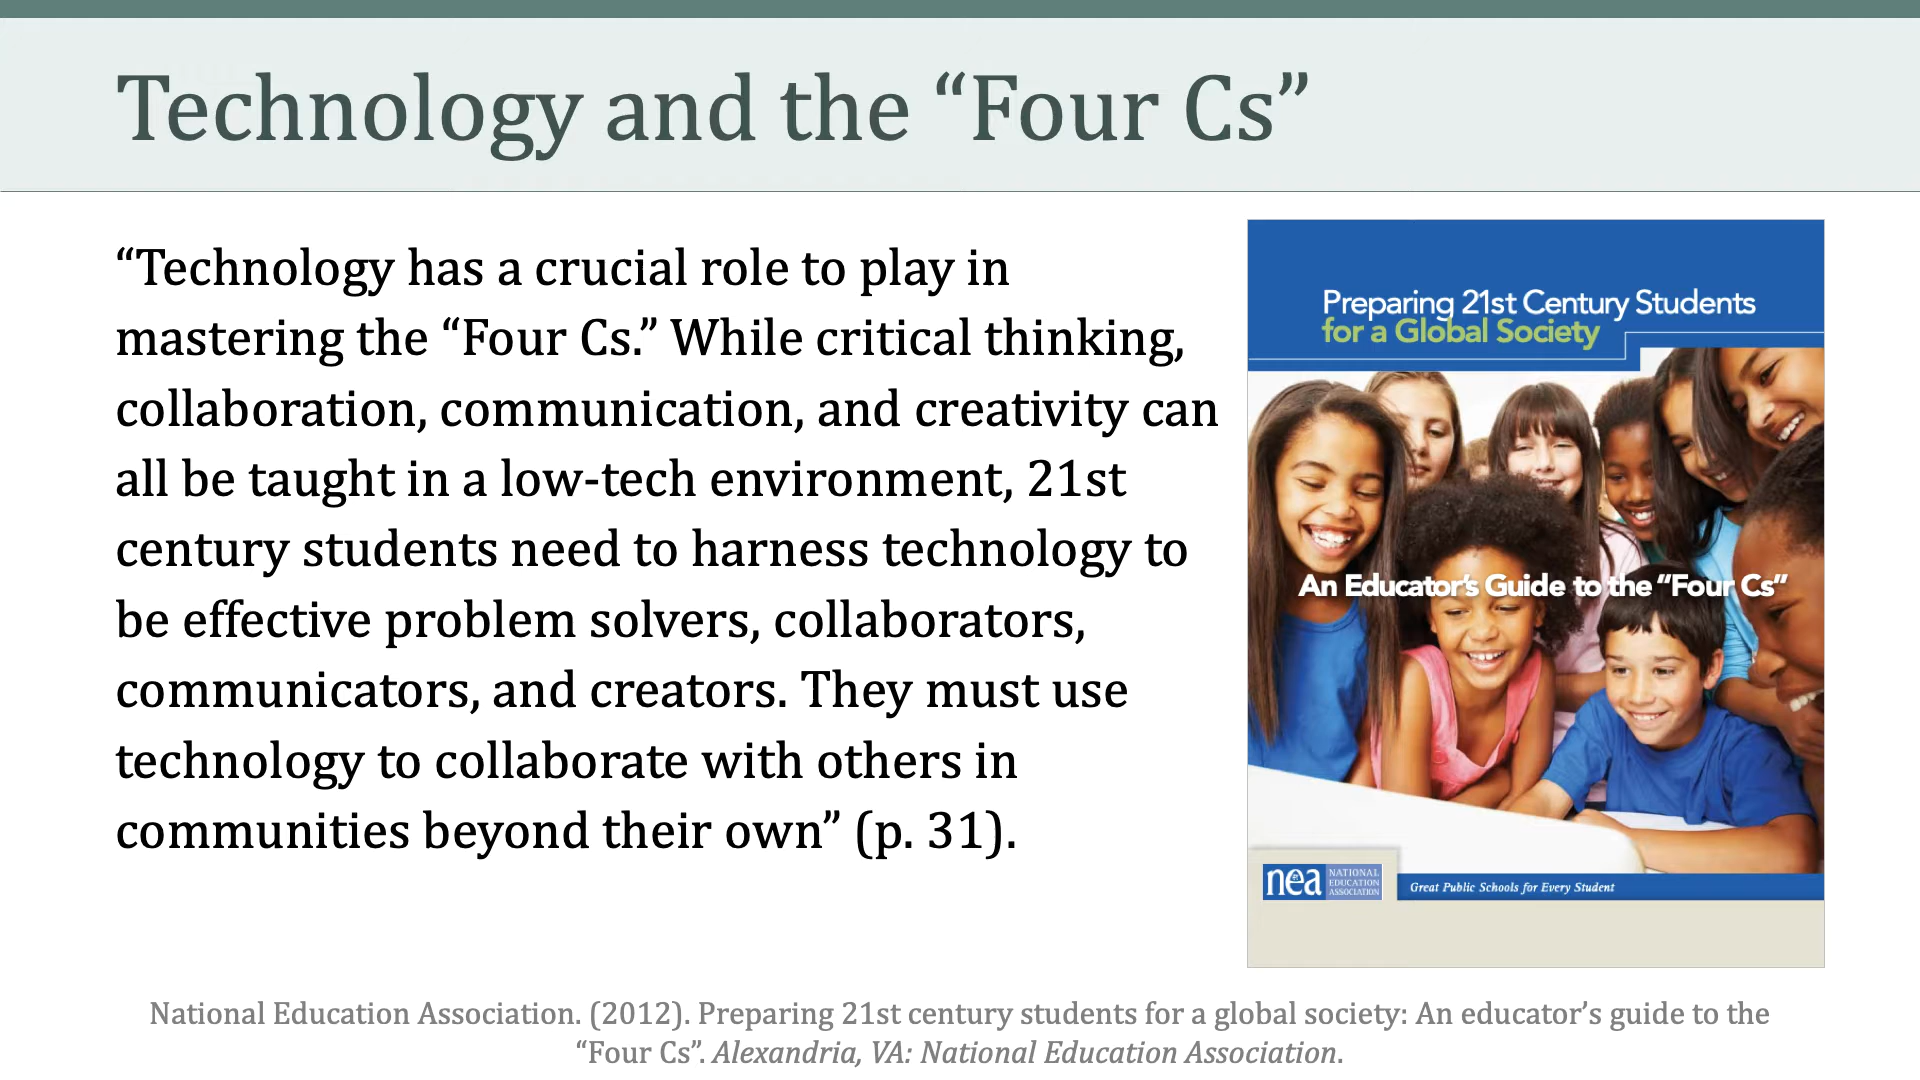 Technology and the “Four Cs”
“Technology has a crucial role to play in
mastering the “Four Cs.” While critical thinking,
collaboration, communication, and creativity can
all be taught in a low-tech environment, 21st
century students need to harness technology to
be effective problem solvers, collaborators,
communicators, and creators. They must use
technology to collaborate with others in
communities beyond their own” (p. 31).
Preparing 21st Century Students
for a Global Society
An Educator’s Guide to the “Four Cs”
nea
NATIONAL
EDUCATION
ASSOCIATION
Great Public Schools for Every Student
National Education Association. (2012). Preparing 21st century students for a global society: An educator’s guide to the
“Four Cs”. Alexandria, VA: National Education Association.